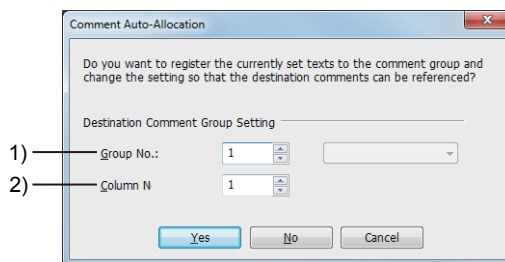 Comment Auto-Allocation
x
Do you want to register the currently set texts to the comment group and
change the setting so that the destination comments can be referenced?
Destination Comment Group Setting
1) Group No.: 1
2) Column N 1
Yes No Cancel